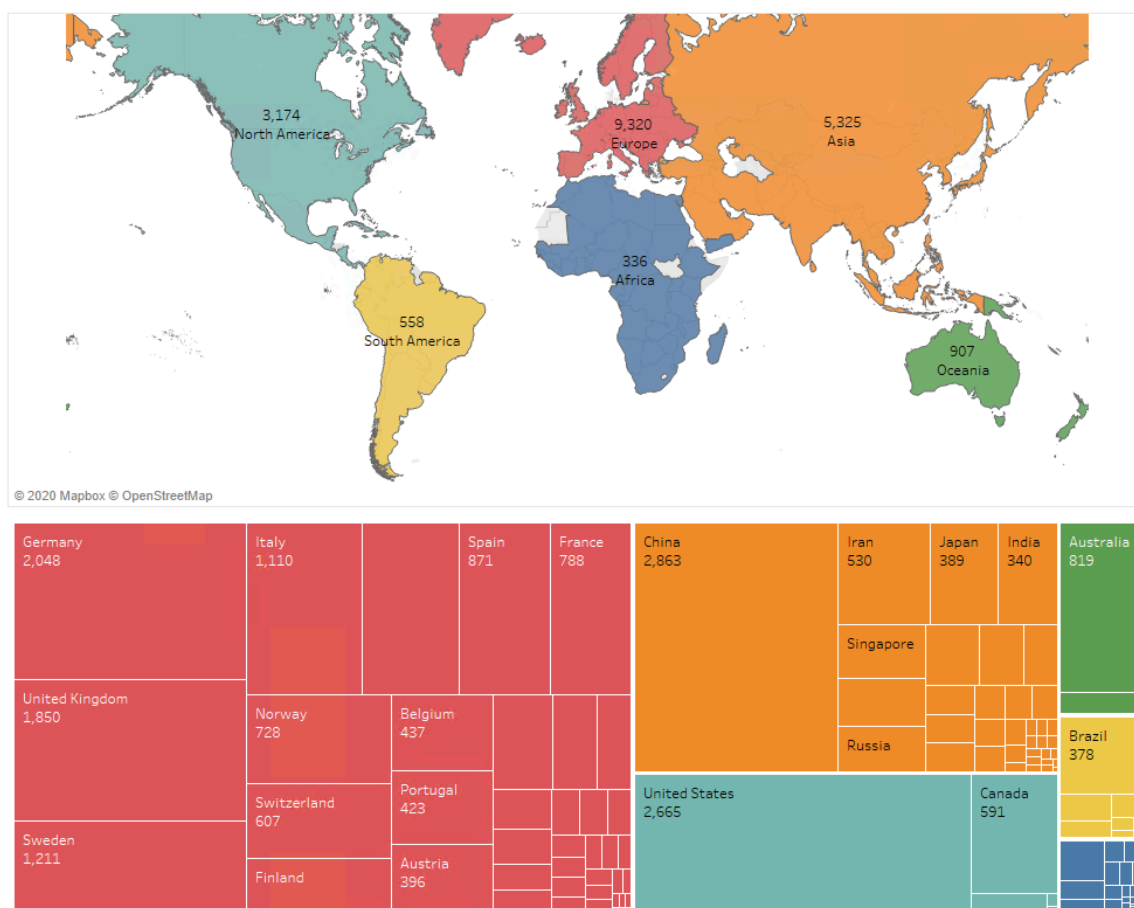 3,174
North America
9,320
Europe
5,325
Asia
336
Africa
558
South America
907
Oceania
© 2020 Mapbox © OpenStreetMap
Germany
2,048
United Kingdom
1,850
Sweden
1,211
Italy
1,110
Spain
871
France
788
Norway
728
Switzerland
607
Finland
Belgium
437
Portugal
423
Austria
396
China
2,863
Iran
530
Japan
389
India
340
Singapore
Russia
United States
2,665
Canada
591
Australia
819
Brazil
378